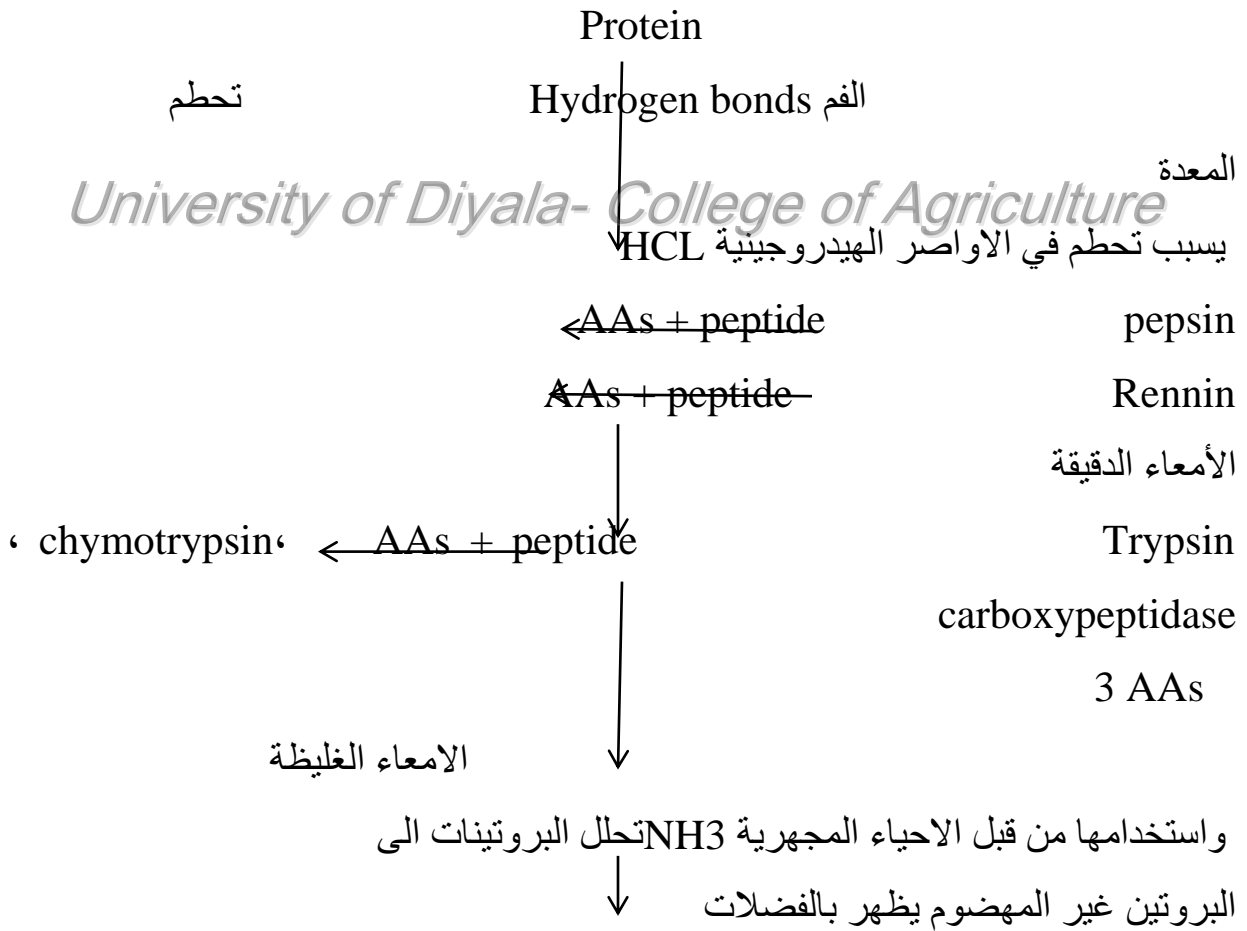 Protein
تحطم Hydrogen bonds الفم
المعدة
University of Diyala- College of Agriculture
يسبب تحطم في الاواصر الهيدروجينية HCL
pepsin AAs + peptide
Rennin AAs + peptide
الأمعاء الدقيقة
Trypsin AAs + peptide ،chymotrypsin ،
carboxypeptidase
3 AAs
الامعاء الغليظة
واستخدامها من قبل الاحياء المجهرية NH3تحلل البروتينات الى
البروتين غير المهضوم يظهر بالفضلات